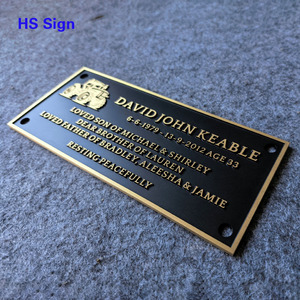 HS Sign
DAVID JOHN KEABLE
6-6-1979 - 13-9-2012 AGE 33
LOVED SON OF MICHAEL & SHIRLEY
DEAR BROTHER OF LAUREN
LOVED FATHER OF BRADLEY, ALEESHA & JAMIE
RESTING PEACEFULLY